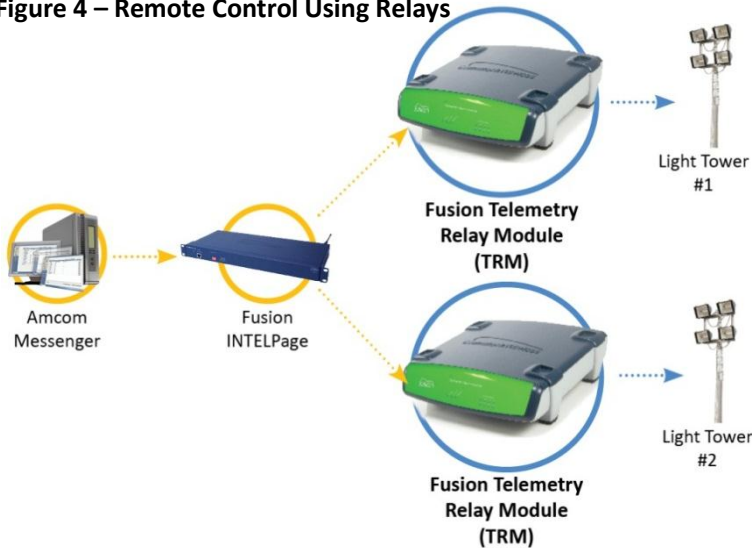 Figure 4 – Remote Control Using Relays
Light Tower
#1
Fusion Telemetry
Relay Module
(TRM)
Amcom
Messenger
Fusion
INTELPage
Light Tower
#2
Fusion Telemetry
Relay Module
(TRM)